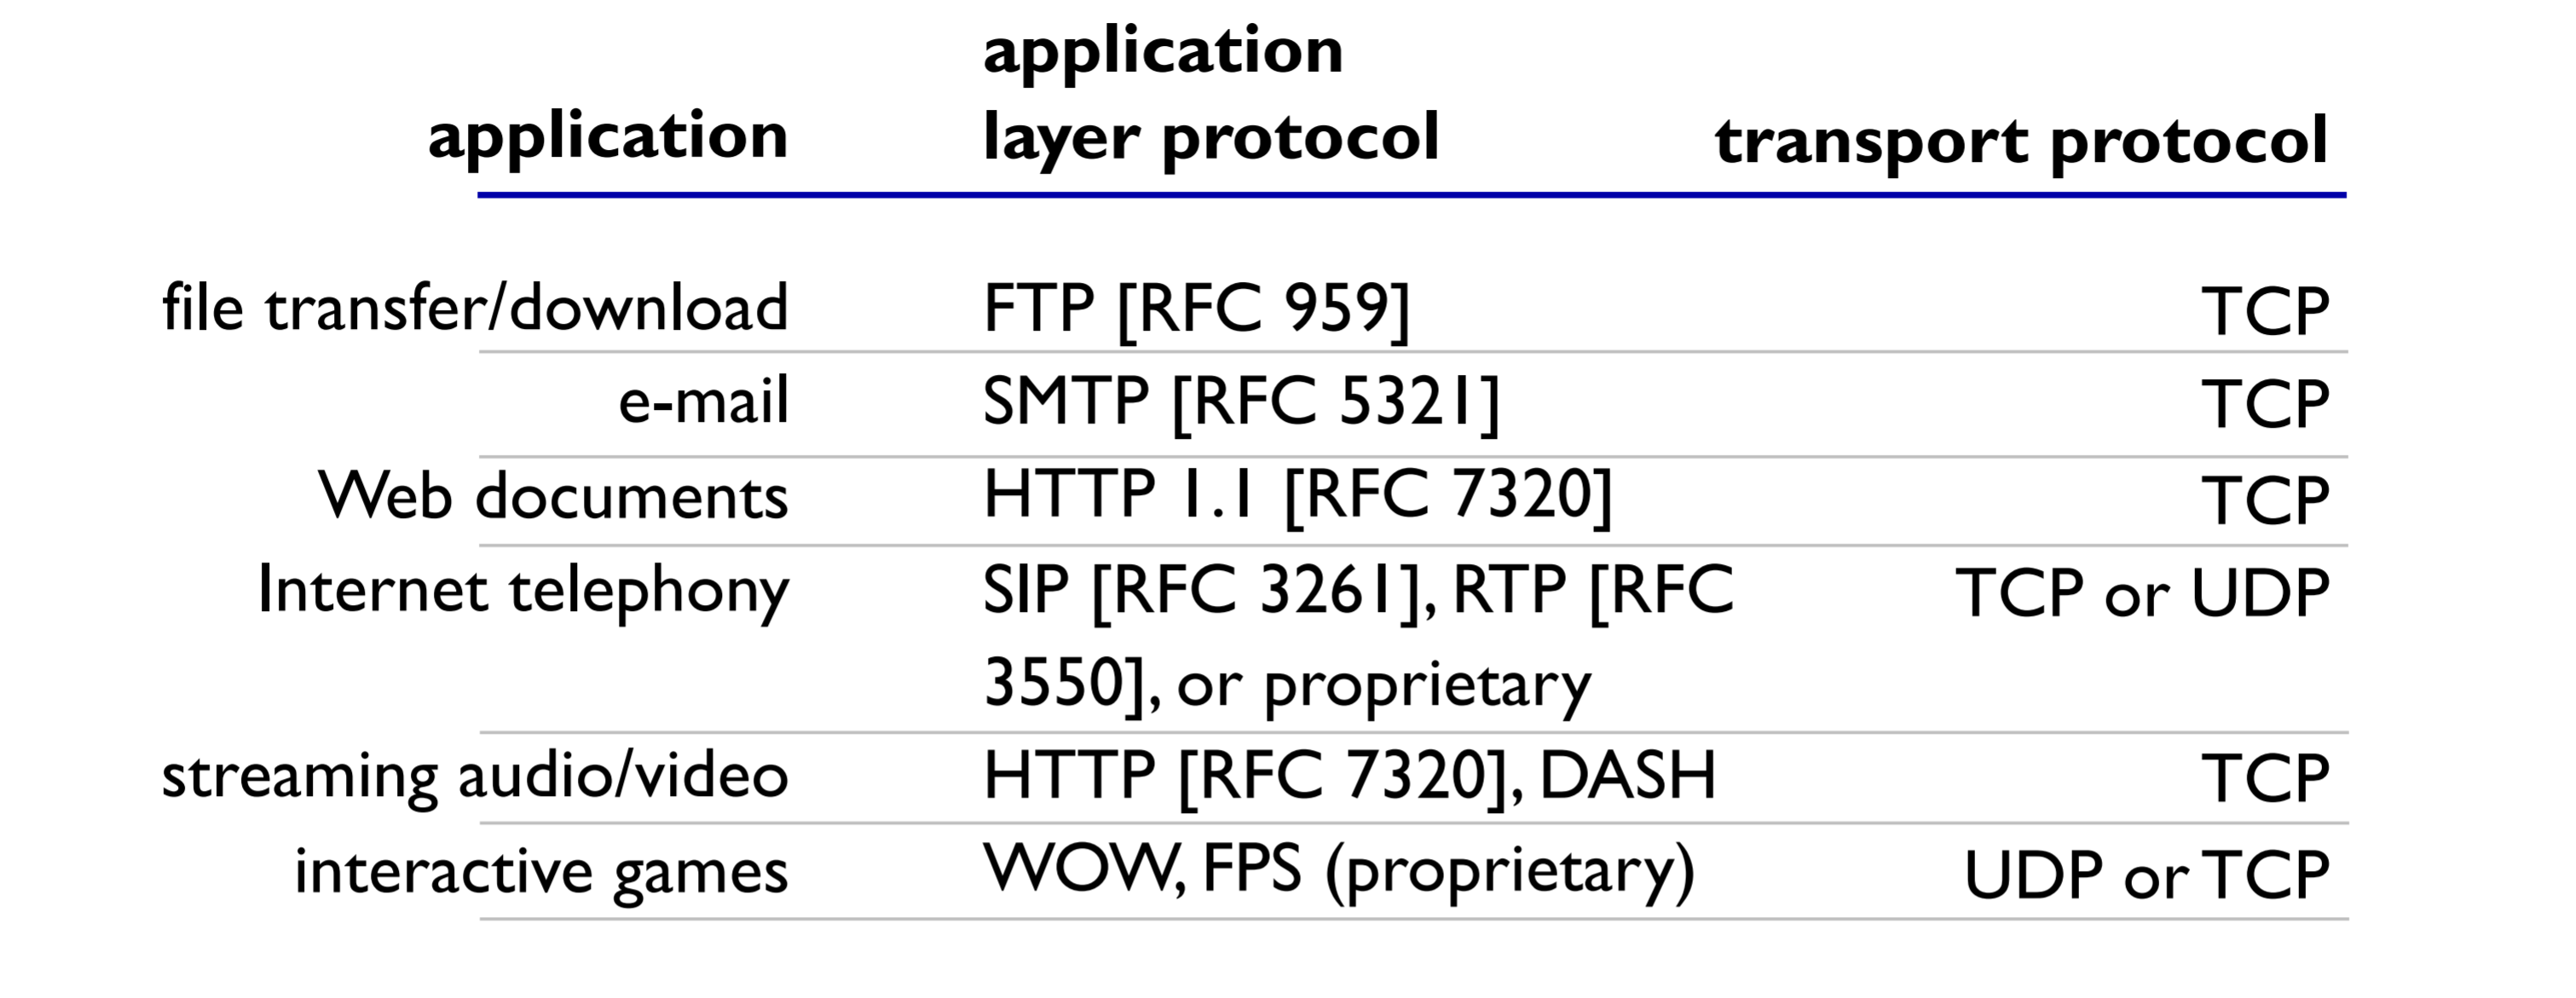 application
application layer protocol
transport protocol
file transfer/download
FTP [RFC 959]
TCP
e-mail
SMTP [RFC 5321]
TCP
Web documents
HTTP 1.1 [RFC 7320]
TCP
Internet telephony
SIP [RFC 3261], RTP [RFC
3550], or proprietary
TCP or UDP
streaming audio/video
HTTP [RFC 7320], DASH
TCP
interactive games
WOW, FPS (proprietary)
UDP or TCP